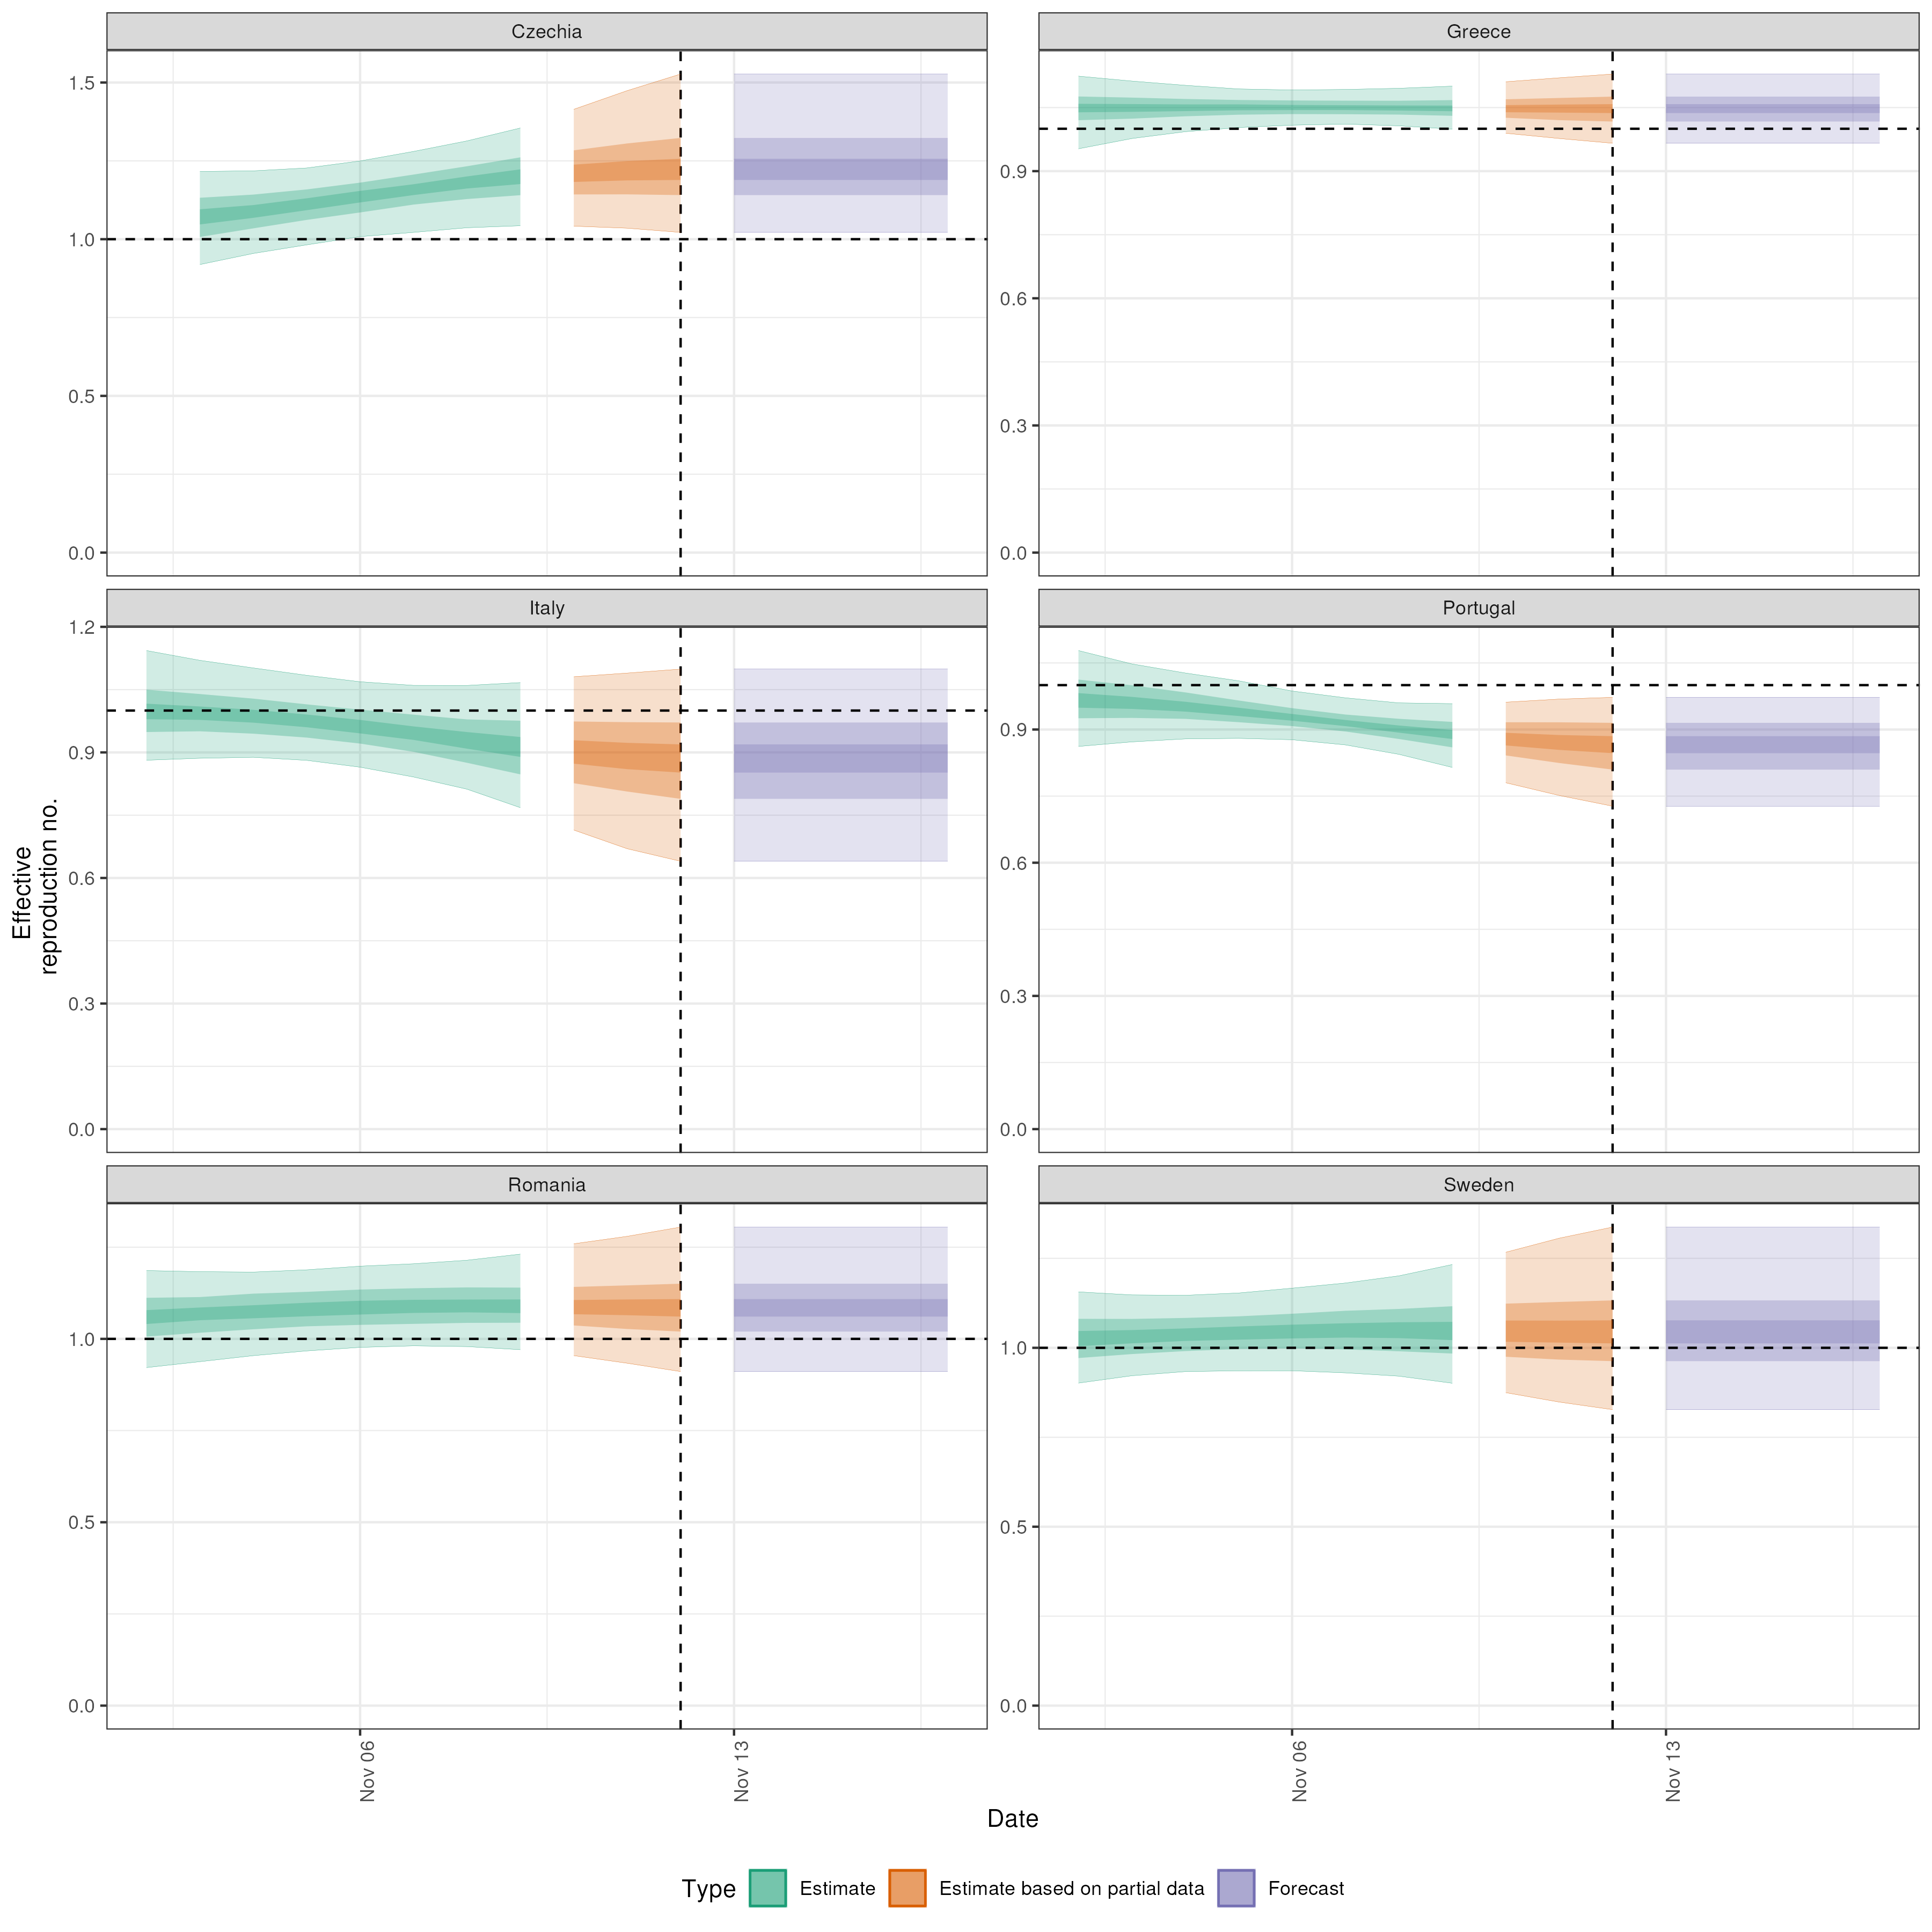 Czechia
Greece
1.5
1.0
0.5
0.0
0.9
0.6
0.3
0.0
Italy
Portugal
1.2
0.9
0.6
0.3
0.0
0.9
0.6
0.3
0.0
Romania
Sweden
1.0
0.5
0.0
1.0
0.5
0.0
Effective
reproduction no.
Nov 06
Nov 13
Nov 06
Nov 13
Date
Type Estimate Estimate based on partial data Forecast